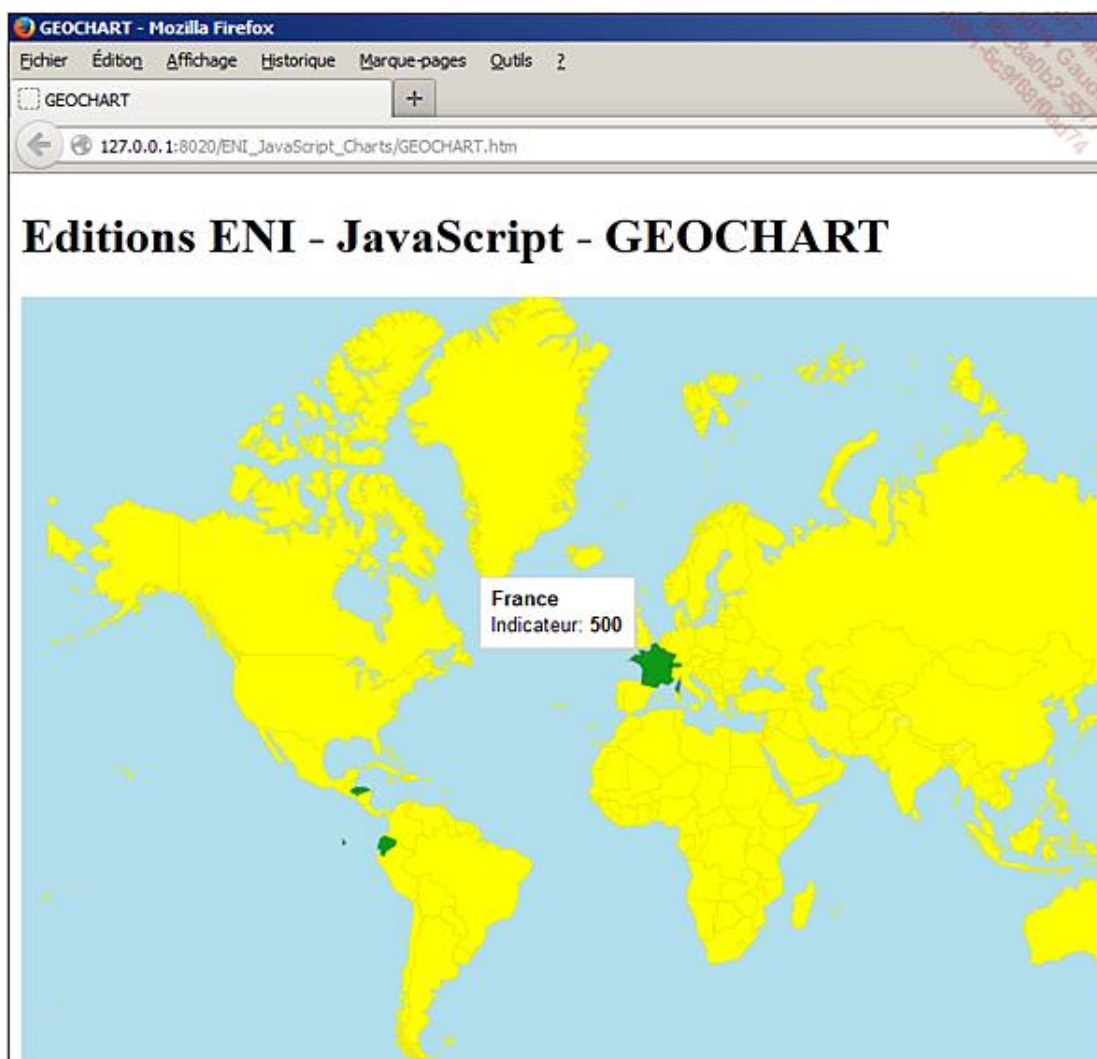 GEOCHART - Mozilla Firefox
Fichier Édition Affichage Historique Marque-pages Outils ?
GEOCHART +
127.0.0.1:8020/ENI_JavaScript_Charts/GEOCHART.htm
Editions ENI - JavaScript - GEOCHART
France
Indicateur: 500